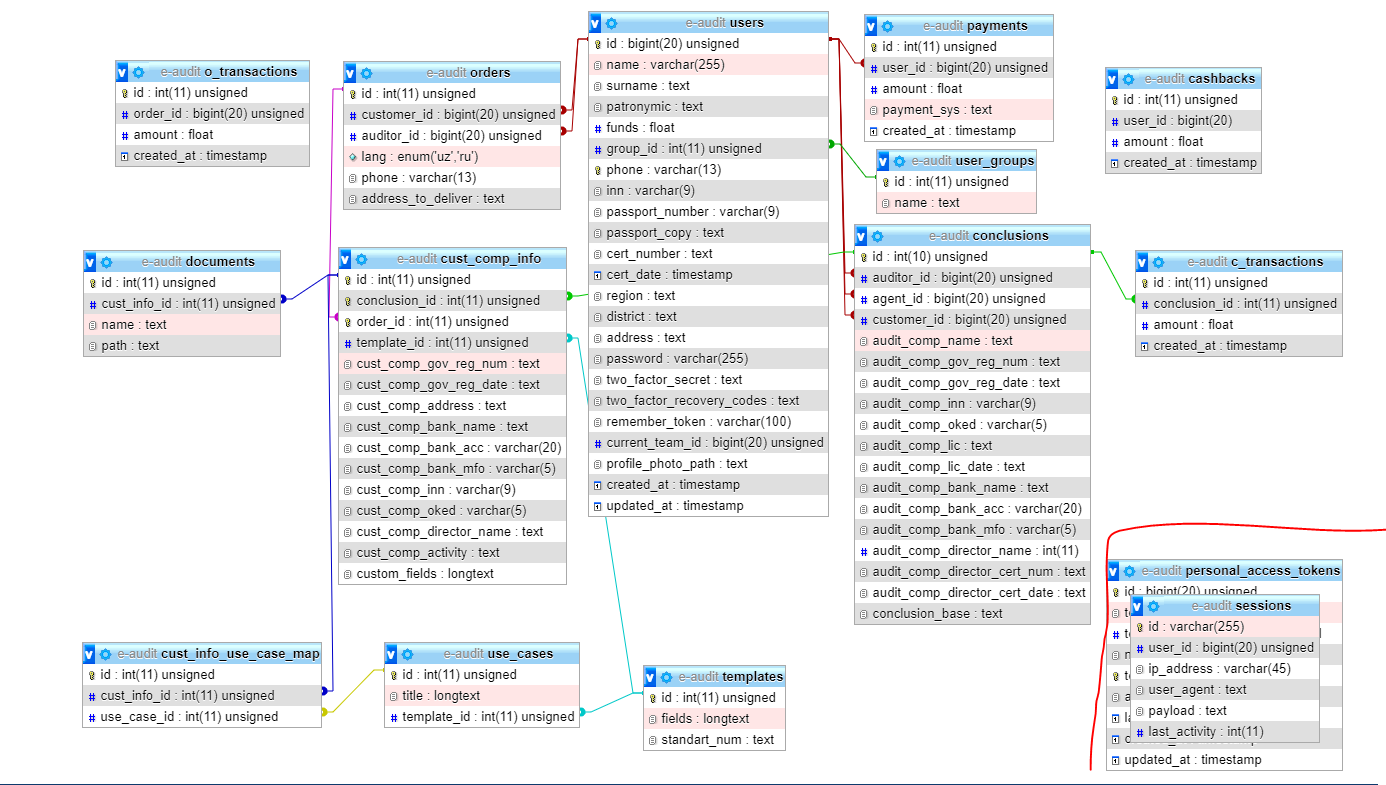 e-audit users
id : bigint(20) unsigned
name : varchar(255)
surname : text
patronymic : text
funds : float
group_id : int(11) unsigned
phone : varchar(13)
inn : varchar(9)
passport_number : varchar(9)
passport_copy : text
cert_number : text
cert_date : timestamp
region : text
district : text
address : text
password : varchar(255)
two_factor_secret : text
two_factor_recovery_codes : text
remember_token : varchar(100)
current_team_id : bigint(20) unsigned
profile_photo_path : text
created_at : timestamp
updated_at : timestamp
e-audit payments
id : int(11) unsigned
user_id : bigint(20) unsigned
amount : float
payment_sys : text
created_at : timestamp
e-audit o_transactions
id : int(11) unsigned
order_id : bigint(20) unsigned
amount : float
created_at : timestamp
e-audit orders
id : int(11) unsigned
customer_id : bigint(20) unsigned
auditor_id : bigint(20) unsigned
lang : enum('uz','ru')
phone : varchar(13)
address_to_deliver : text
e-audit cashbacks
id : int(11) unsigned
user_id : bigint(20)
amount : float
created_at : timestamp
e-audit user_groups
id : int(11) unsigned
name : text
e-audit documents
id : int(11) unsigned
cust_info_id : int(11) unsigned
name : text
path : text
e-audit cust_comp_info
id : int(11) unsigned
conclusion_id : int(11) unsigned
order_id : int(11) unsigned
template_id : int(11) unsigned
cust_comp_gov_reg_num : text
cust_comp_gov_reg_date : text
cust_comp_address : text
cust_comp_bank_name : text
cust_comp_bank_acc : varchar(20)
cust_comp_bank_mfo : varchar(5)
cust_comp_inn : varchar(9)
cust_comp_oked : varchar(5)
cust_comp_director_name : text
cust_comp_activity : text
custom_fields : longtext
e-audit conclusions
id : int(10) unsigned
auditor_id : bigint(20) unsigned
agent_id : bigint(20) unsigned
customer_id : bigint(20) unsigned
audit_comp_name : text
audit_comp_gov_reg_num : text
audit_comp_gov_reg_date : text
audit_comp_inn : varchar(9)
audit_comp_oked : varchar(5)
audit_comp_lic : text
audit_comp_lic_date : text
audit_comp_bank_name : text
audit_comp_bank_acc : varchar(20)
audit_comp_bank_mfo : varchar(5)
audit_comp_director_name : int(11)
audit_comp_director_cert_num : text
audit_comp_director_cert_date : text
conclusion_base : text
e-audit c_transactions
id : int(11) unsigned
conclusion_id : int(11) unsigned
amount : float
created_at : timestamp
e-audit cust_info_use_case_map
id : int(11) unsigned
cust_info_id : int(11) unsigned
use_case_id : int(11) unsigned
e-audit use_cases
id : int(11) unsigned
title : longtext
template_id : int(11) unsigned
e-audit templates
id : int(11) unsigned
fields : longtext
standart_num : text
e-audit personal_access_tokens
id : bigint(20) unsigned
e-audit sessions
id : varchar(255)
user_id : bigint(20) unsigned
ip_address : varchar(45)
user_agent : text
payload : text
last_activity : int(11)
updated_at : timestamp